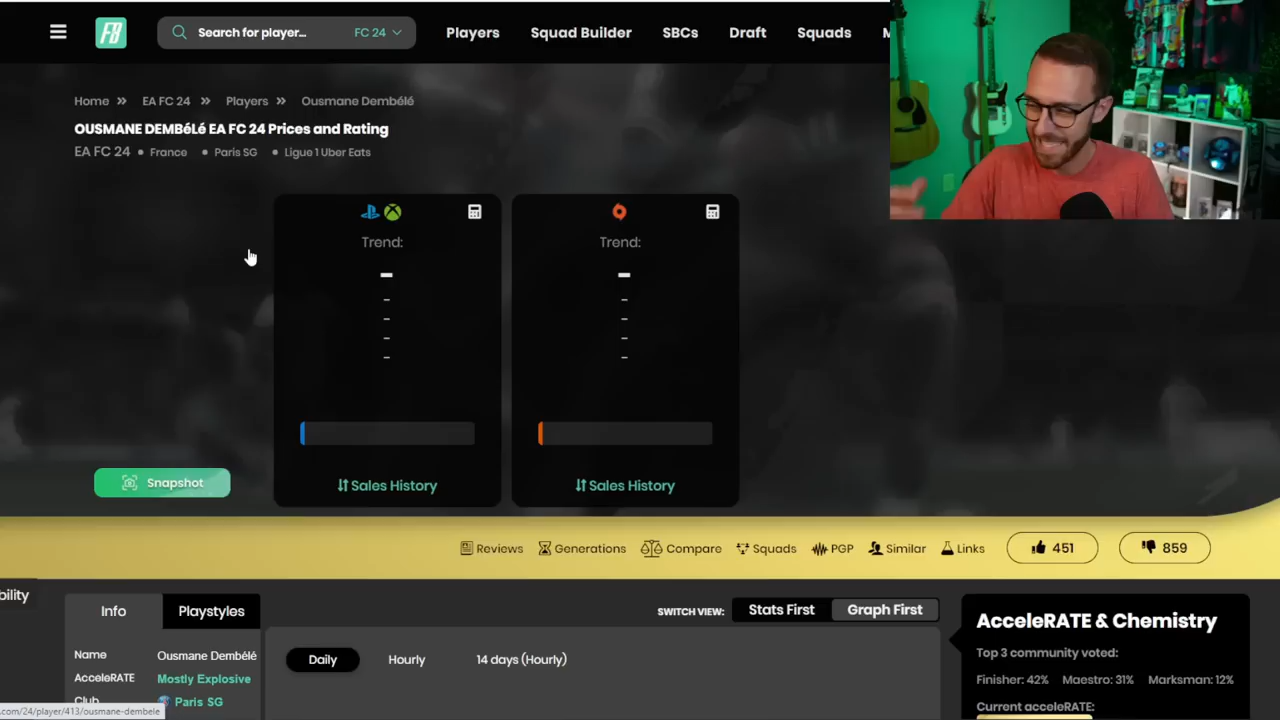 FB
Search for player...
FC 24
Players
Squad Builder
SBCs
Draft
Squads
Home » EA FC 24 » Players » Ousmane Dembélé
OUSMANE DEMBéLé EA FC 24 Prices and Rating
EA FC 24 • France • Paris SG • Ligue 1 Uber Eats
Trend:
Trend:
Sales History
Sales History
Snapshot
Reviews
Generations
Compare
Squads
PGP
Similar
Links
451
859
bility
Info
Playstyles
SWITCH VIEW:
Stats First
Graph First
Name
Ousmane Dembélé
AcceleRATE
Mostly Explosive
Club
Paris SG
Daily
Hourly
14 days (Hourly)
AcceleRATE & Chemistry
Top 3 community voted:
Finisher: 42% Maestro: 31% Marksman: 12%
Current acceleRATE:
.com/24/player/413/ousmane-dembele